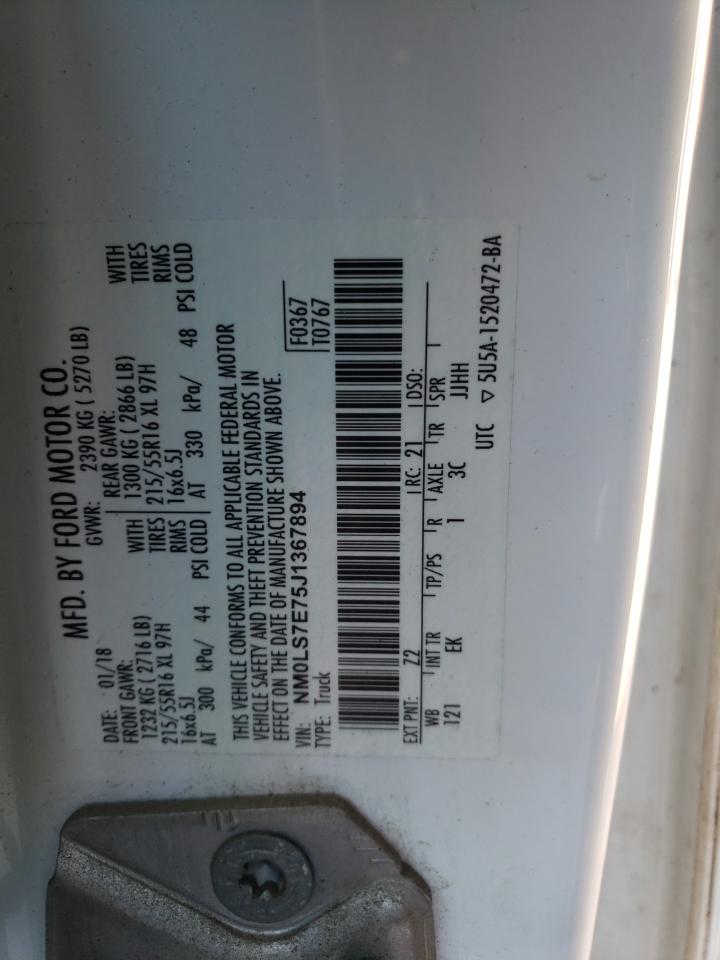 MFD. BY FORD MOTOR CO.
DATE: 01/18 GVWR: 2390 KG ( 5270 LB)
FRONT GAWR: REAR GAWR:
1232 KG ( 2716 LB) WITH 1300 KG ( 2866 LB) WITH
215/55R16 XL 97H TIRES 215/55R16 XL 97H TIRES
16x6.5J RIMS 16x6.5J RIMS
AT 300 kPa/ 44 PSI COLD AT 330 kPa/ 48 PSI COLD
THIS VEHICLE CONFORMS TO ALL APPLICABLE FEDERAL MOTOR
VEHICLE SAFETY AND THEFT PREVENTION STANDARDS IN
EFFECT ON THE DATE OF MANUFACTURE SHOWN ABOVE.
VIN: NM0LS7E75J1367894 F0367
TYPE: Truck T0767
EXT PNT: Z2 RC: 21 DSO:
WB INT TR TP/PS R AXLE TR SPR
121 EK 1 3C JJHH
UTC ▽ 5U5A-1520472-BA